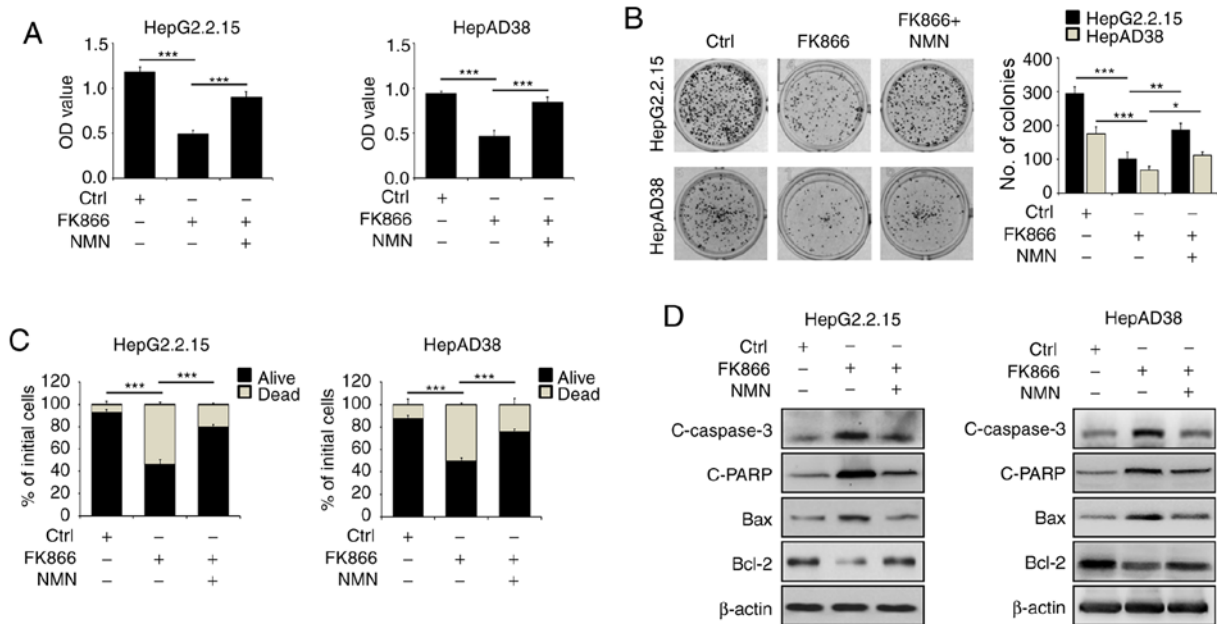 A
HepG2.2.15
OD value
1.5
1.0
0.5
0.0
***
***
Ctrl + – –
FK866 – + +
NMN – – +
HepAD38
OD value
1.5
1.0
0.5
0.0
***
***
Ctrl + – –
FK866 – + +
NMN – – +
B
Ctrl
FK866
FK866+
NMN
HepG2.2.15
HepAD38
HepG2.2.15
HepAD38
No. of colonies
400
300
200
100
0
***
**
***
*
Ctrl + – –
FK866 – + +
NMN – – +
C
HepG2.2.15
Alive
Dead
% of initial cells
120
100
80
60
40
20
0
***
***
Ctrl + – –
FK866 – + +
NMN – – +
HepAD38
Alive
Dead
% of initial cells
120
100
80
60
40
20
0
***
***
Ctrl + – –
FK866 – + +
NMN – – +
D
HepG2.2.15
Ctrl + – –
FK866 – + +
NMN – – +
C-caspase-3
C-PARP
Bax
Bcl-2
β-actin
HepAD38
Ctrl + – –
FK866 – + +
NMN – – +
C-caspase-3
C-PARP
Bax
Bcl-2
β-actin